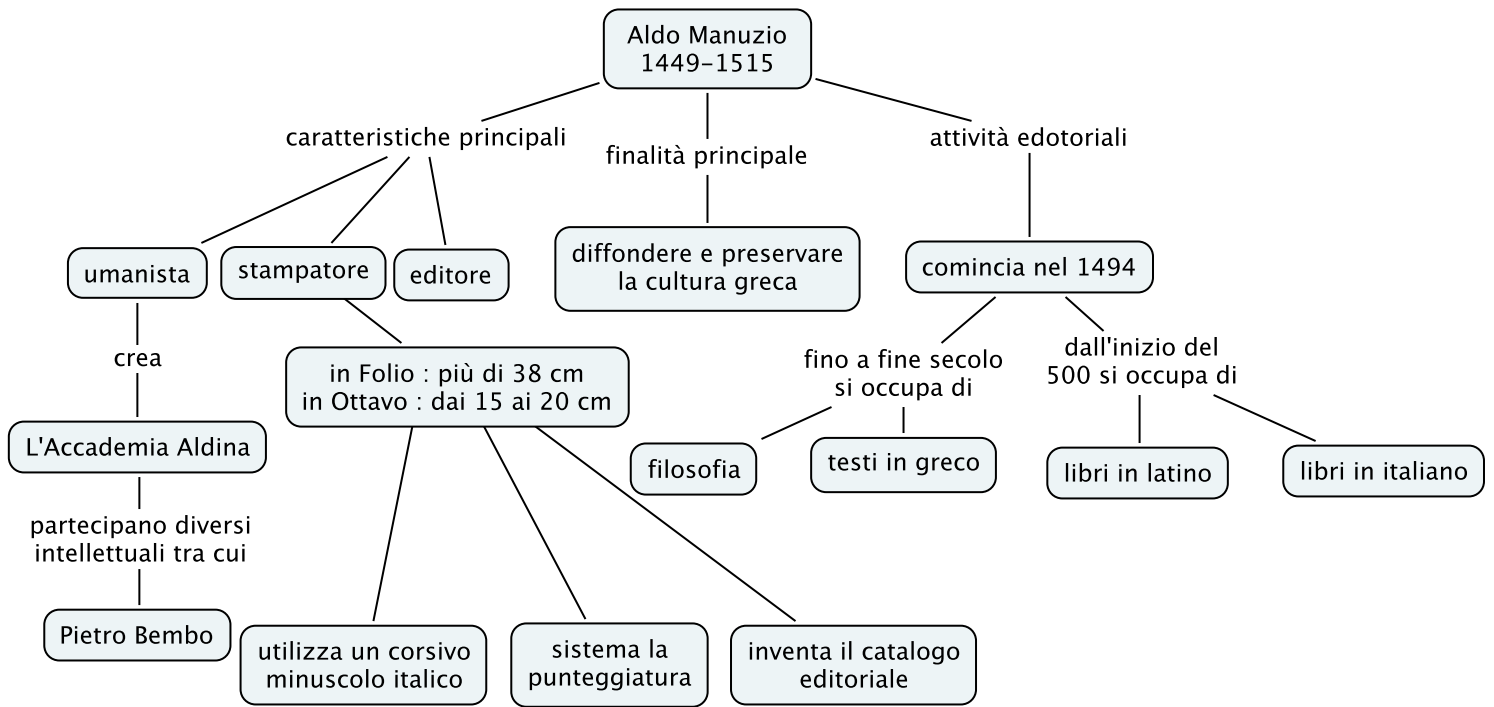 Aldo Manuzio
1449-1515
caratteristiche principali
finalità principale
attività edotoriali
umanista
stampatore
editore
diffondere e preservare
la cultura greca
comincia nel 1494
crea
in Folio : più di 38 cm
in Ottavo : dai 15 ai 20 cm
fino a fine secolo
si occupa di
dall'inizio del
500 si occupa di
L'Accademia Aldina
filosofia
testi in greco
libri in latino
libri in italiano
partecipano diversi
intellettuali tra cui
Pietro Bembo
utilizza un corsivo
minuscolo italico
sistema la
punteggiatura
inventa il catalogo
editoriale